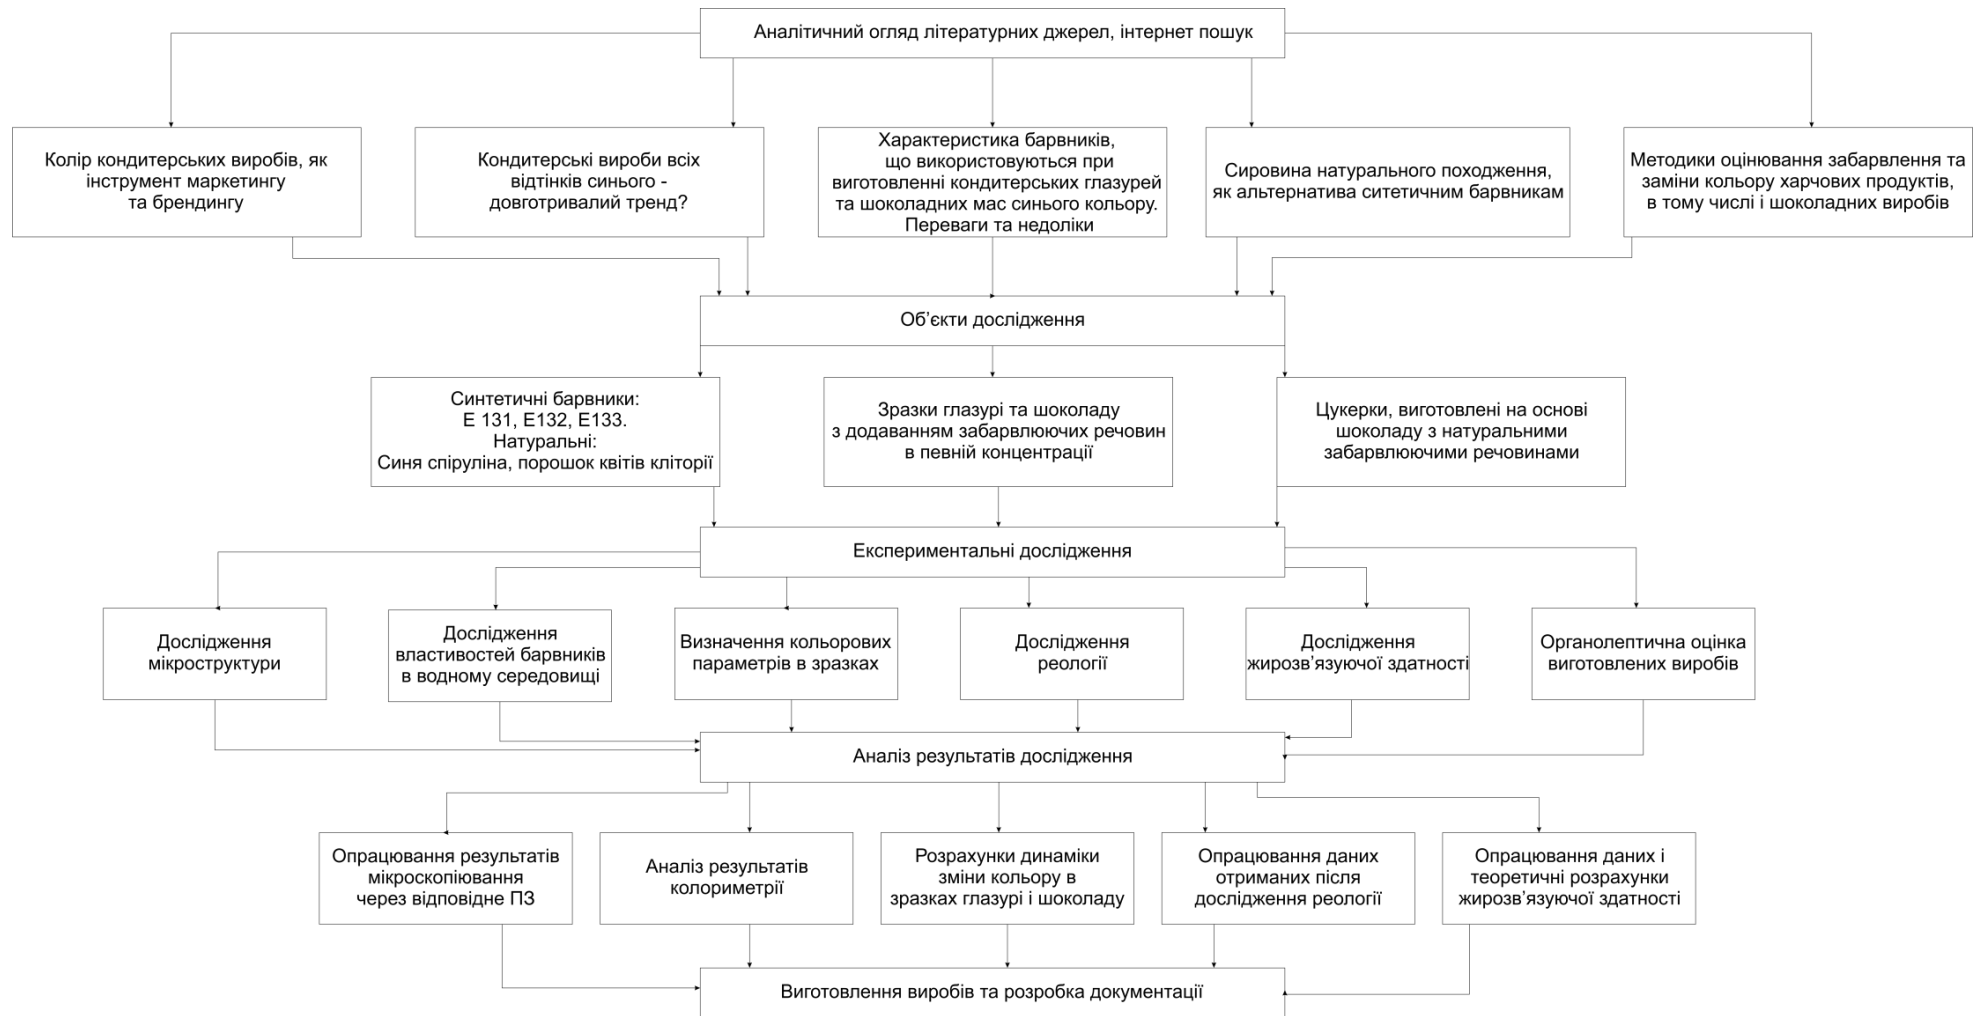 Аналітичний огляд літературних джерел, інтернет пошук
Колір кондитерських виробів, як
інструмент маркетингу
та брендингу
Кондитерські вироби всіх
відтінків синього -
довготривалий тренд?
Характеристика барвників,
що використовуються при
виготовленні кондитерських глазурей
та шоколадних мас синього кольору.
Переваги та недоліки
Сировина натурального походження,
як альтернатива ситетичним барвникам
Методики оцінювання забарвлення та
заміни кольору харчових продуктів,
в тому числі і шоколадних виробів
Об’єкти дослідження
Синтетичні барвники:
Е 131, Е132, Е133.
Натуральні:
Синя спіруліна, порошок квітів кліторії
Зразки глазурі та шоколаду
з додаванням забарвлюючих речовин
в певній концентрації
Цукерки, виготовлені на основі
шоколаду з натуральними
забарвлюючими речовинами
Експериментальні дослідження
Дослідження
мікроструктури
Дослідження
властивостей барвників
в водному середовищі
Визначення кольорових
параметрів в зразках
Дослідження
реології
Дослідження
жирозв’язуючої здатності
Органолептична оцінка
виготовлених виробів
Аналіз результатів дослідження
Опрацювання результатів
мікроскопіювання
через відповідне ПЗ
Аналіз результатів
колориметрії
Розрахунки динаміки
зміни кольору в
зразках глазурі і шоколаду
Опрацювання даних
отриманих після
дослідження реології
Опрацювання даних і
теоретичні розрахунки
жирозв’язуючої здатності
Виготовлення виробів та розробка документації